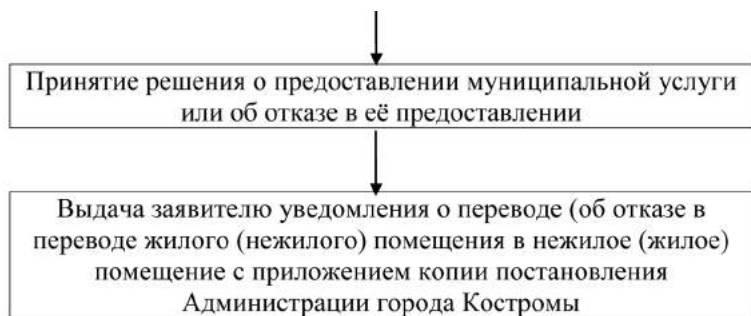 Принятие решения о предоставлении муниципальной услуги
или об отказе в её предоставлении
Выдача заявителю уведомления о переводе (об отказе в
переводе жилого (нежилого) помещения в нежилое (жилое)
помещение с приложением копии постановления
Администрации города Костромы